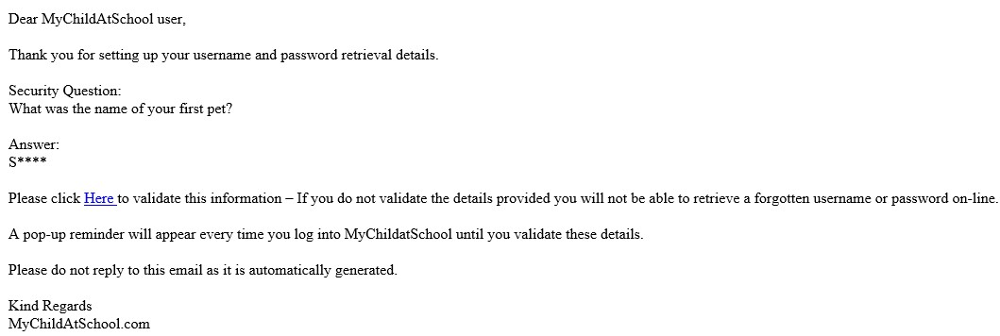 Dear MyChildAtSchool user,
Thank you for setting up your username and password retrieval details.
Security Question:
What was the name of your first pet?
Answer:
S****
Please click Here to validate this information – If you do not validate the details provided you will not be able to retrieve a forgotten username or password on-line.
A pop-up reminder will appear every time you log into MyChildatSchool until you validate these details.
Please do not reply to this email as it is automatically generated.
Kind Regards
MyChildAtSchool.com